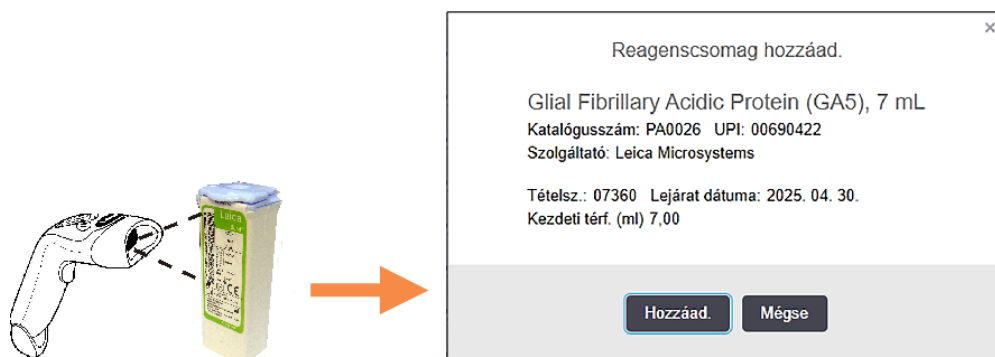 Leica
×
Reagenscsomag hozzáad.
Glial Fibrillary Acidic Protein (GA5), 7 mL
Katalógusszám: PA0026 UPI: 00690422
Szolgáltató: Leica Microsystems
Tételsz.: 07360 Lejárat dátuma: 2025. 04. 30.
Kezdeti térf. (ml) 7,00
Hozzáad. Mégse